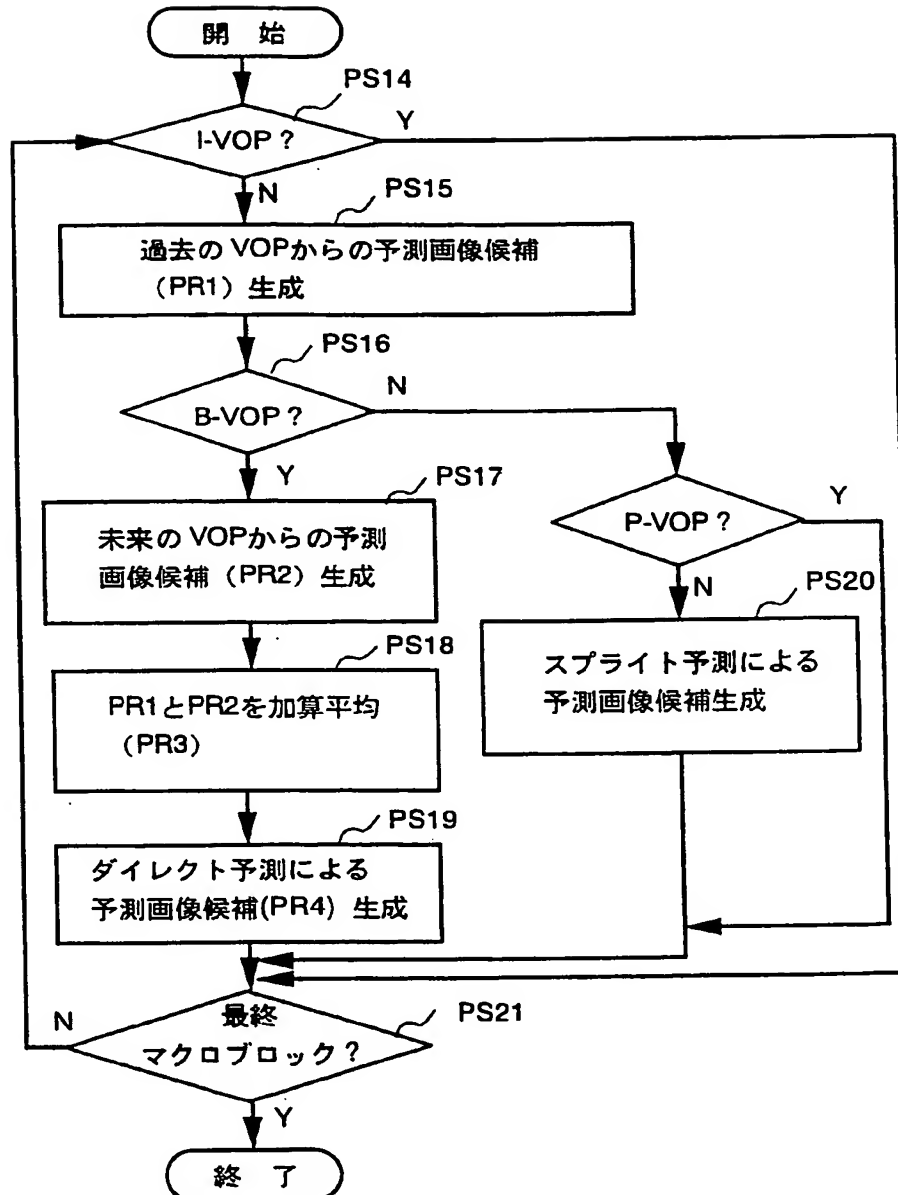 開 始
PS14
I-VOP ?
Y
N
PS15
過去の VOPからの予測画像候補
(PR1) 生成
PS16
B-VOP ?
N
Y
PS17
未来の VOPからの予測
画像候補 (PR2) 生成
P-VOP ?
Y
N
PS20
スプライト予測による
予測画像候補生成
PS18
PR1とPR2を加算平均
(PR3)
PS19
ダイレクト予測による
予測画像候補(PR4) 生成
N
最終
マクロブロック ?
PS21
Y
終 了